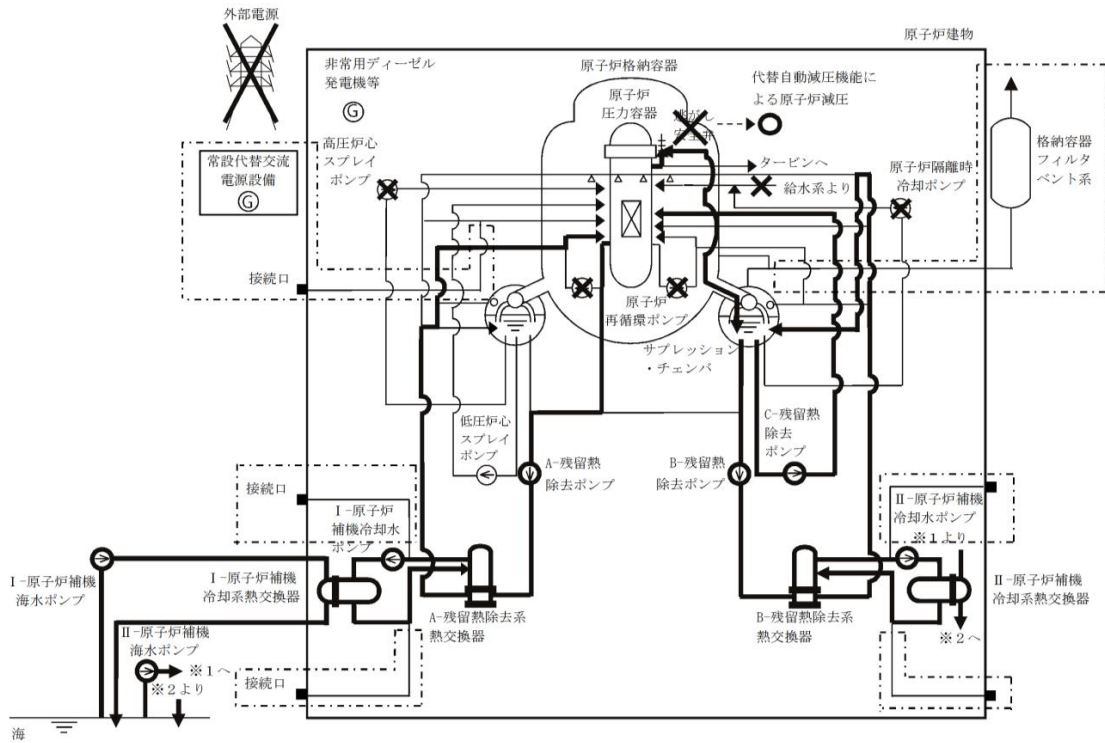 外部電源
原子炉建物
非常用ディーゼル
発電機等
G
原子炉格納容器
原子炉
圧力容器
逃がし
安全弁
代替自動減圧機能に
よる原子炉減圧
格納容器
フィルタ
ベント系
常設代替交流
電源設備
G
高圧炉心
スプレイ
ポンプ
タービンへ
給水系より
原子炉隔離時
冷却ポンプ
接続口
原子炉
再循環ポンプ
サプレッション
・チェンバ
低圧炉心
スプレイ
ポンプ
A-残留熱
除去ポンプ
B-残留熱
除去ポンプ
C-残留熱
除去
ポンプ
接続口
Ⅰ-原子炉
補機冷却水
ポンプ
Ⅱ-原子炉補機
冷却水ポンプ
※1より
Ⅰ-原子炉補機
海水ポンプ
Ⅰ-原子炉補機
冷却系熱交換器
A-残留熱除去系
熱交換器
B-残留熱除去系
熱交換器
Ⅱ-原子炉補機
冷却系熱交換器
※2へ
Ⅱ-原子炉補機
海水ポンプ
※1へ
※2より
接続口
海